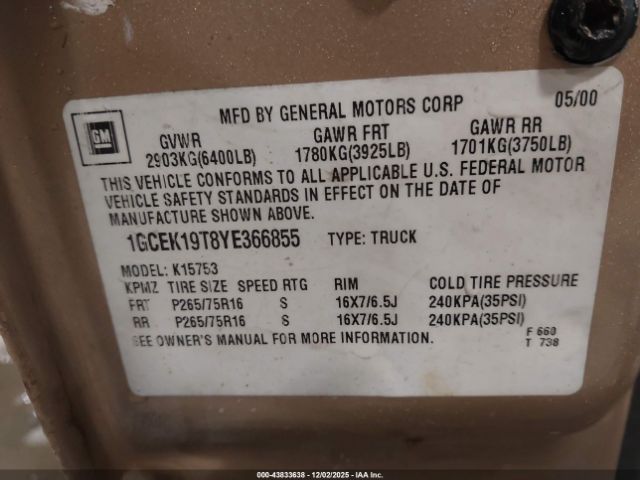 MFD BY GENERAL MOTORS CORP 05/00
GM
GVWR GAWR FRT GAWR RR
2903KG(6400LB) 1780KG(3925LB) 1701KG(3750LB)
THIS VEHICLE CONFORMS TO ALL APPLICABLE U.S. FEDERAL MOTOR
VEHICLE SAFETY STANDARDS IN EFFECT ON THE DATE OF
MANUFACTURE SHOWN ABOVE.
1GCEK19T8YE366855 TYPE: TRUCK
MODEL: K15753
KPMZ TIRE SIZE SPEED RTG RIM COLD TIRE PRESSURE
FRT P265/75R16 S 16X7/6.5J 240KPA(35PSI)
RR P265/75R16 S 16X7/6.5J 240KPA(35PSI)
SEE OWNER'S MANUAL FOR MORE INFORMATION.
F 660
T 738
000-43833638 - 12/02/2025 - IAA Inc.